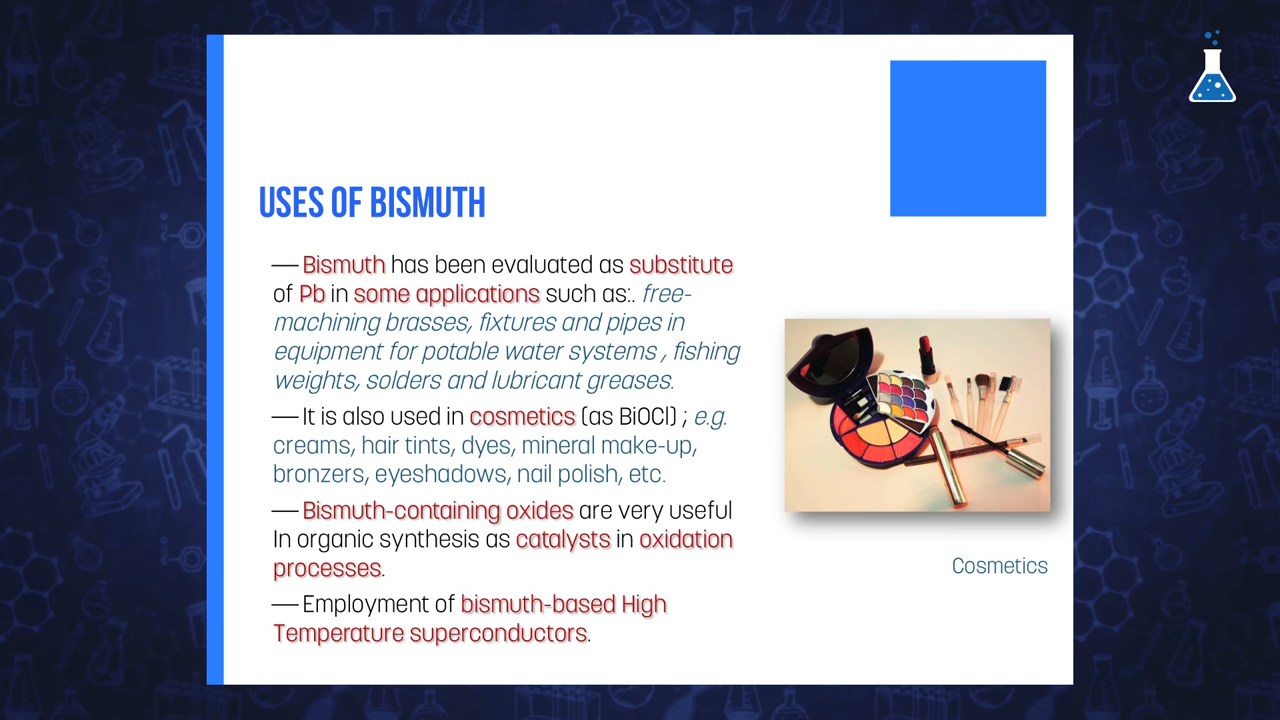 USES OF BISMUTH
— Bismuth has been evaluated as substitute
of Pb in some applications such as:. free-
machining brasses, fixtures and pipes in
equipment for potable water systems , fishing
weights, solders and lubricant greases.
— It is also used in cosmetics (as BiOCl) ; e.g.
creams, hair tints, dyes, mineral make-up,
bronzers, eyeshadows, nail polish, etc.
— Bismuth-containing oxides are very useful
In organic synthesis as catalysts in oxidation
processes.
— Employment of bismuth-based High
Temperature superconductors.
Cosmetics